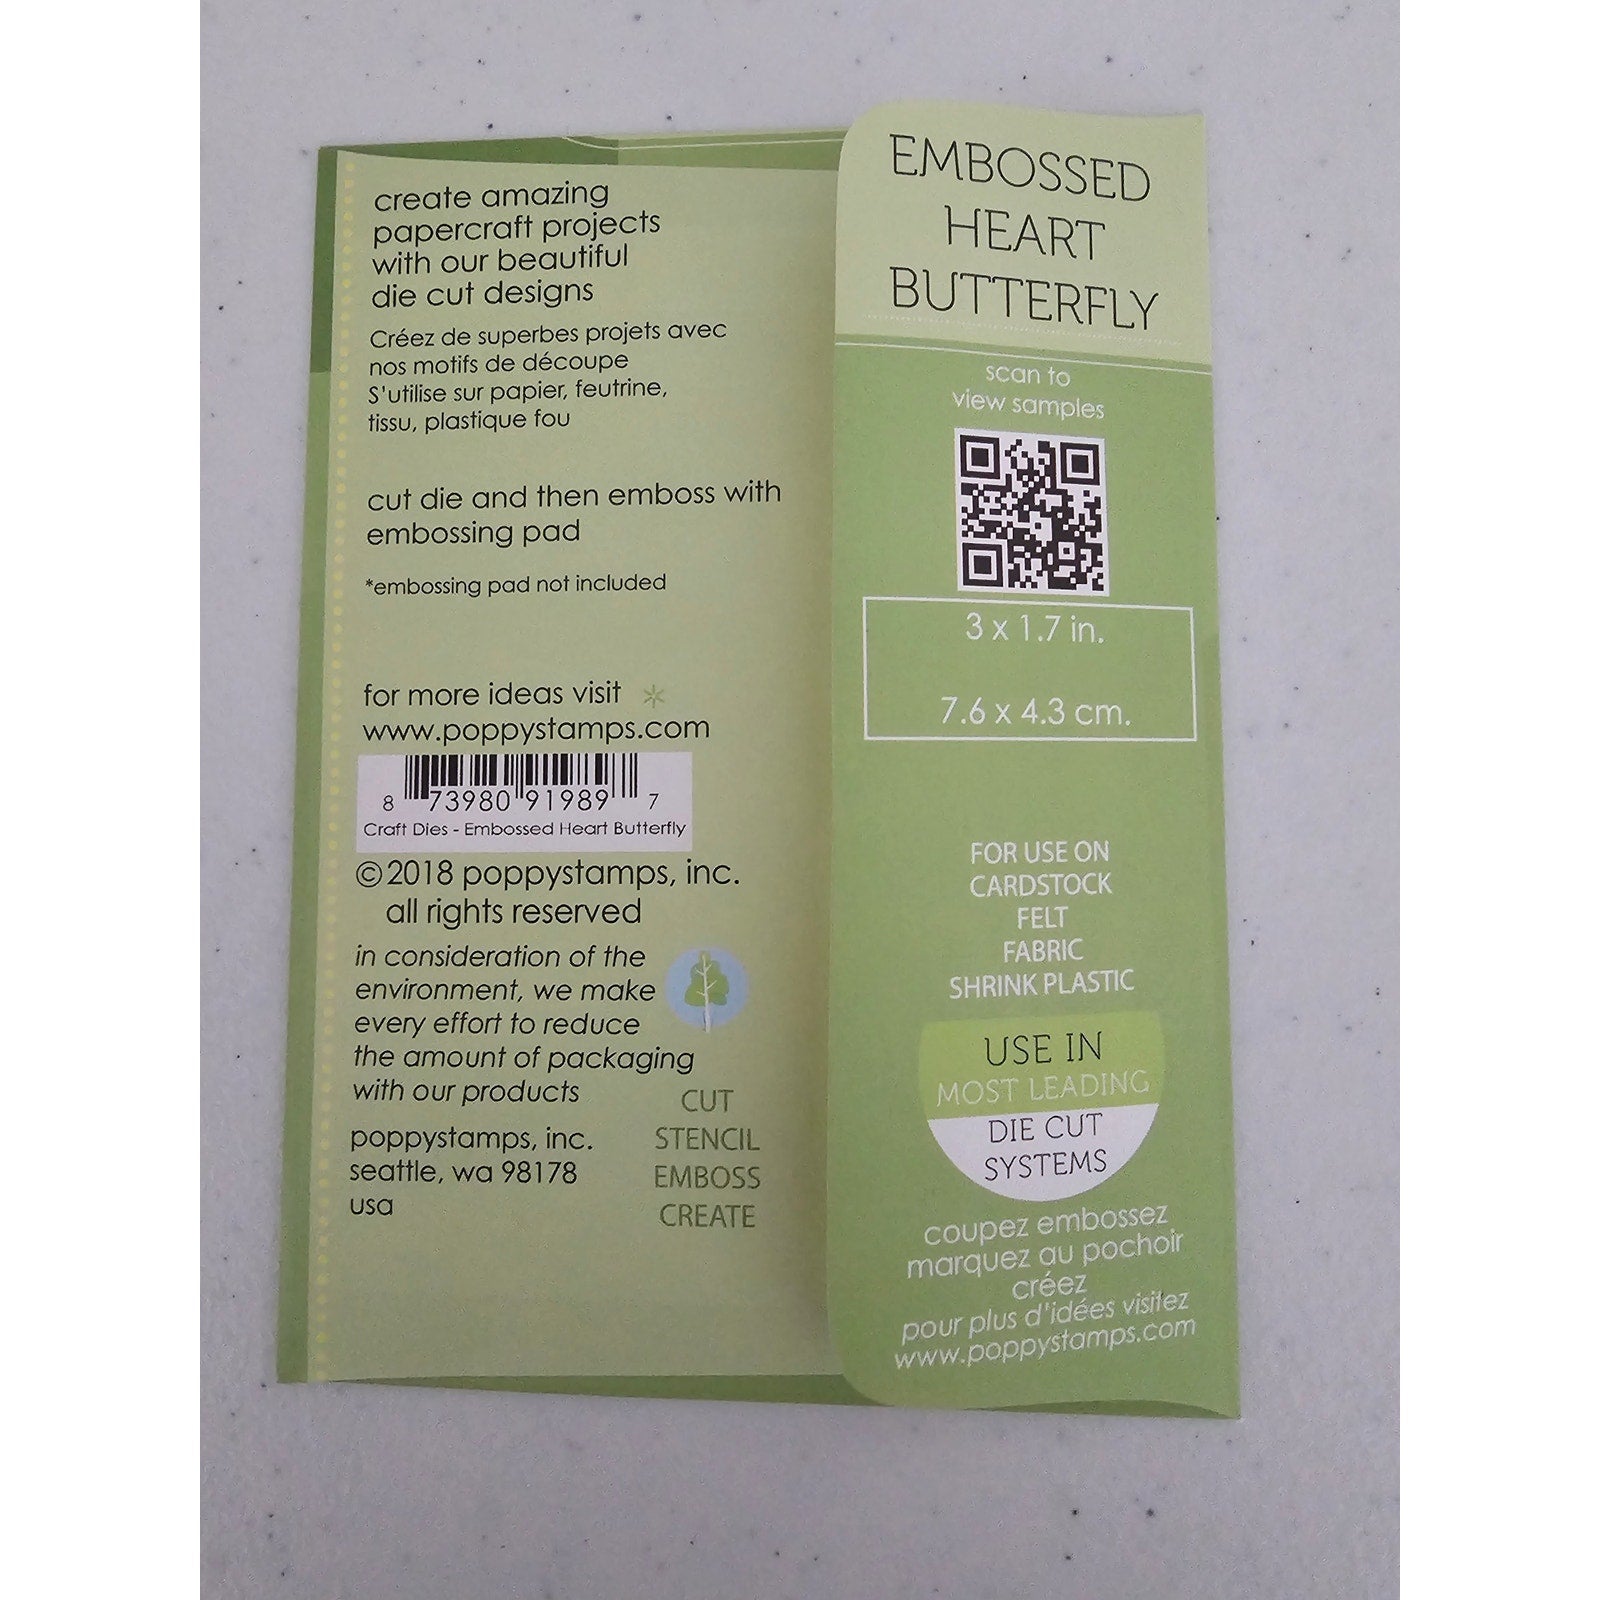 create amazing
papercraft projects
with our beautiful
die cut designs
Créez de superbes projets avec
nos motifs de découpe
S'utilise sur papier, feutrine,
tissu, plastique fou
cut die and then emboss with
embossing pad
*embossing pad not included
for more ideas visit
www.poppystamps.com
8 73980 91989 7
Craft Dies - Embossed Heart Butterfly
©2018 poppystamps, inc.
all rights reserved
in consideration of the
environment, we make
every effort to reduce
the amount of packaging
with our products
poppystamps, inc.
seattle, wa 98178
usa
CUT
STENCIL
EMBOSS
CREATE
EMBOSSED
HEART
BUTTERFLY
scan to
view samples
3 x 1.7 in.
7.6 x 4.3 cm.
FOR USE ON
CARDSTOCK
FELT
FABRIC
SHRINK PLASTIC
USE IN
MOST LEADING
DIE CUT
SYSTEMS
coupez embossez
marquez au pochoir
créez
pour plus d'idées visitez
www.poppystamps.com